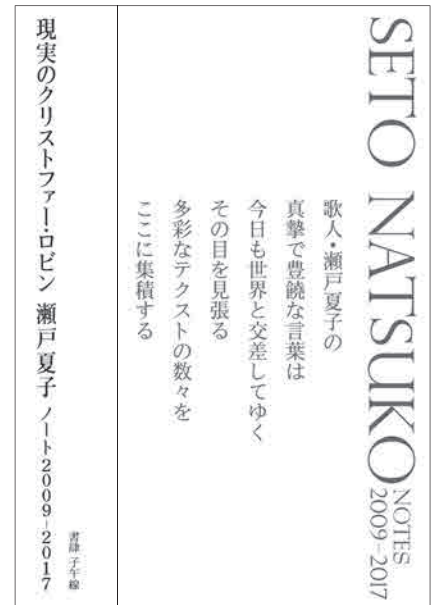 SETO NATSUKO
NOTES
2009–2017
歌人・瀬戸夏子の
真摯で豊饒な言葉は
今日も世界と交差してゆく
その目を見張る
多彩なテクストの数々を
ここに集積する
現実のクリストファー・ロビン 瀬戸夏子 ノート2009–2017
書肆 子午線